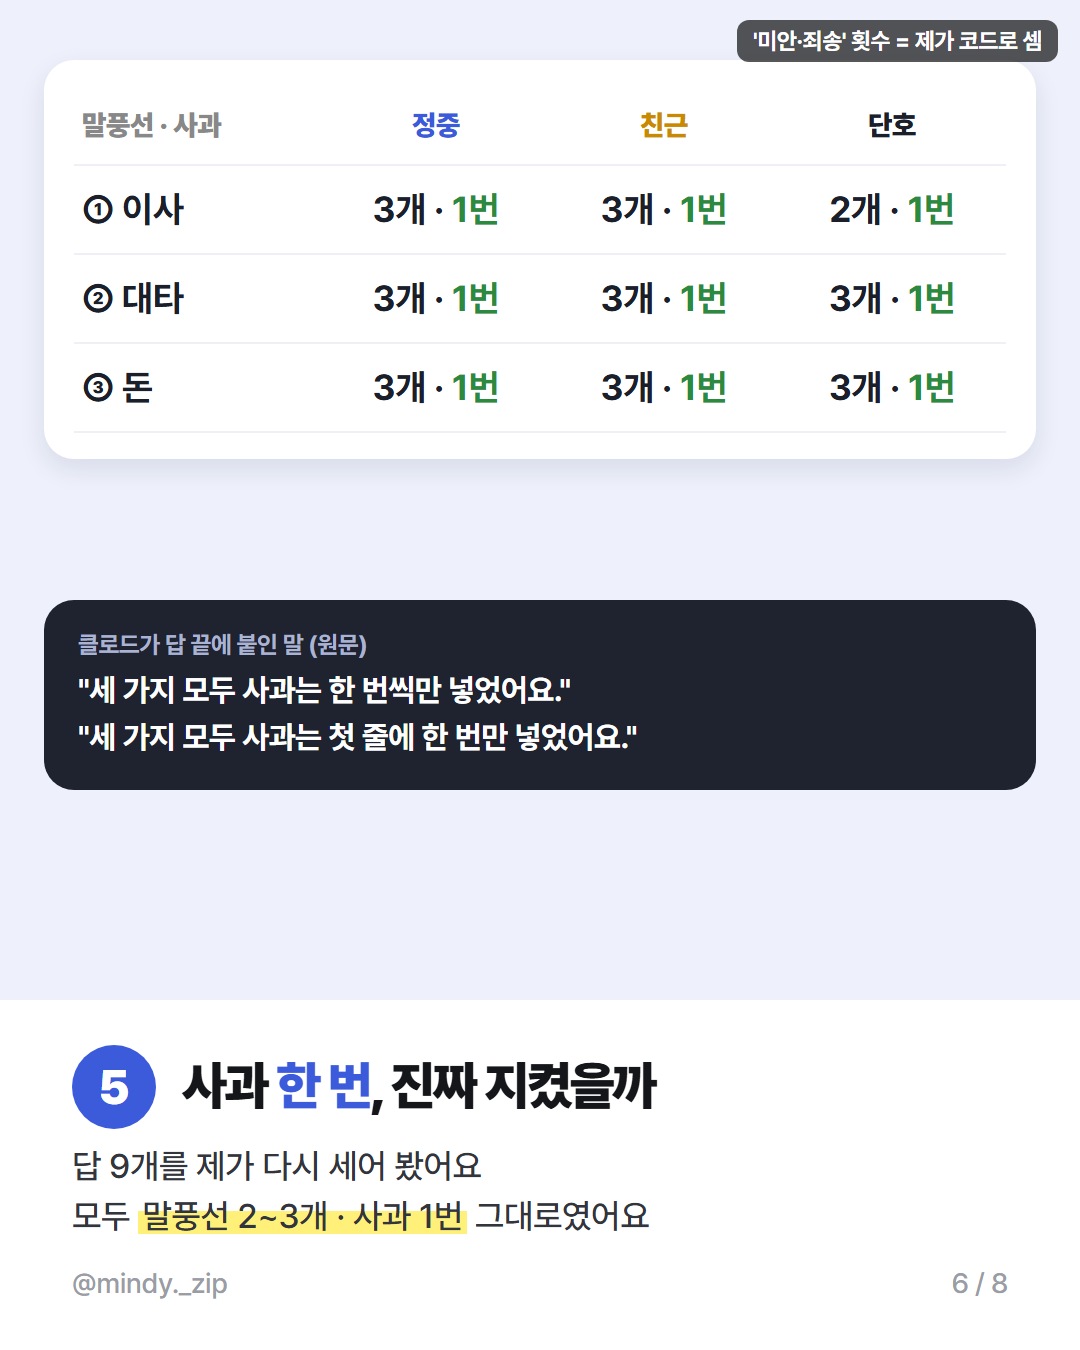 '미안·죄송' 횟수 = 제가 코드로 셈
말풍선 · 사과 정중 친근 단호
① 이사 3개 · 1번 3개 · 1번 2개 · 1번
② 대타 3개 · 1번 3개 · 1번 3개 · 1번
③ 돈 3개 · 1번 3개 · 1번 3개 · 1번
클로드가 답 끝에 붙인 말 (원문)
"세 가지 모두 사과는 한 번씩만 넣었어요."
"세 가지 모두 사과는 첫 줄에 한 번만 넣었어요."
5 사과 한 번, 진짜 지켰을까
답 9개를 제가 다시 세어 봤어요
모두 말풍선 2~3개 · 사과 1번 그대로였어요
@mindy._zip 6 / 8